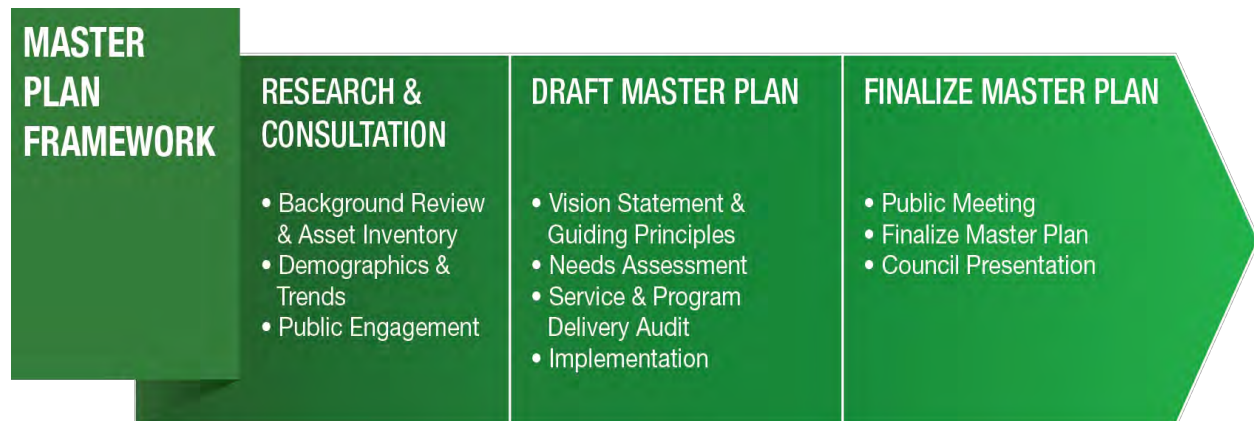 MASTER
PLAN
FRAMEWORK
RESEARCH &
CONSULTATION
• Background Review
& Asset Inventory
• Demographics &
Trends
• Public Engagement
DRAFT MASTER PLAN
• Vision Statement &
Guiding Principles
• Needs Assessment
• Service & Program
Delivery Audit
• Implementation
FINALIZE MASTER PLAN
• Public Meeting
• Finalize Master Plan
• Council Presentation